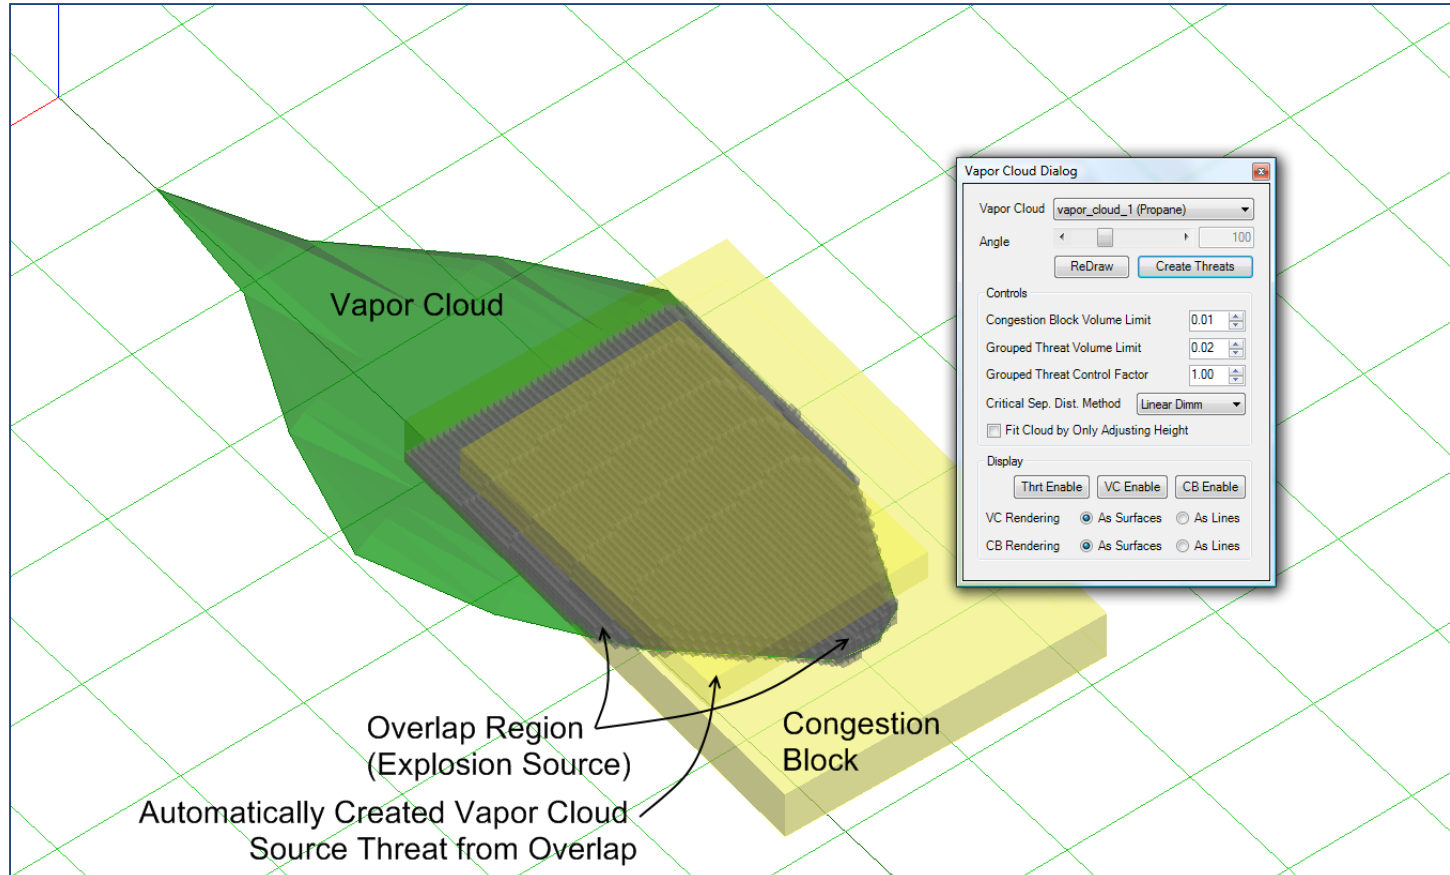 Vapor Cloud
Overlap Region
(Explosion Source)
Automatically Created Vapor Cloud
Source Threat from Overlap
Congestion
Block
Vapor Cloud Dialog
Vapor Cloud vapor_cloud_1 (Propane)
Angle 100
ReDraw Create Threats
Controls
Congestion Block Volume Limit 0.01
Grouped Threat Volume Limit 0.02
Grouped Threat Control Factor 1.00
Critical Sep. Dist. Method Linear Dimm
Fit Cloud by Only Adjusting Height
Display
Thrt Enable VC Enable CB Enable
VC Rendering As Surfaces As Lines
CB Rendering As Surfaces As Lines